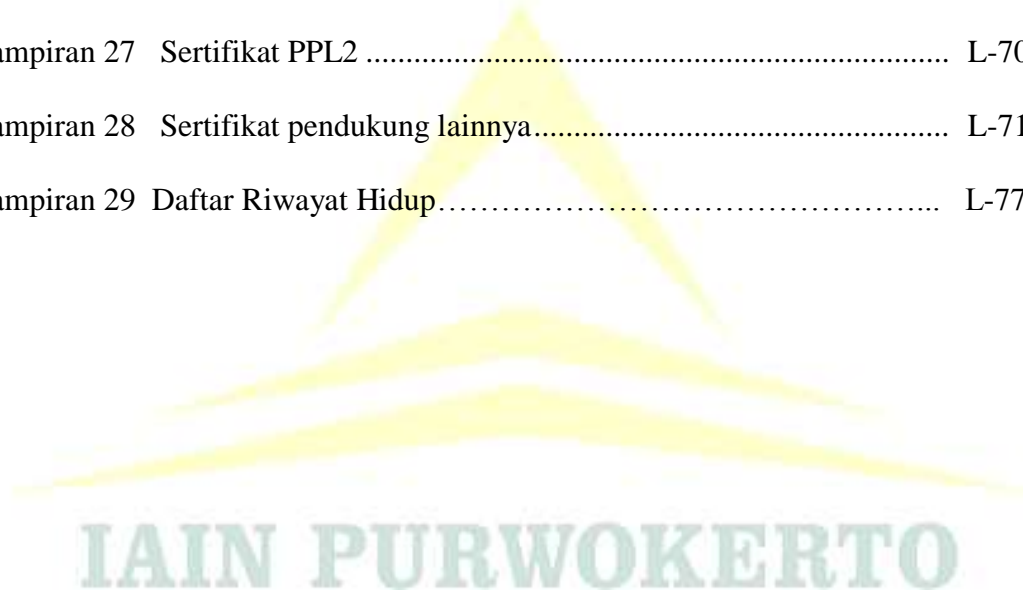 ampiran 27 Sertifikat PPL2 ......................................................................... L-70
ampiran 28 Sertifikat pendukung lainnya.................................................... L-71
ampiran 29 Daftar Riwayat Hidup………………………………………... L-77
IAIN PURWOKERTO